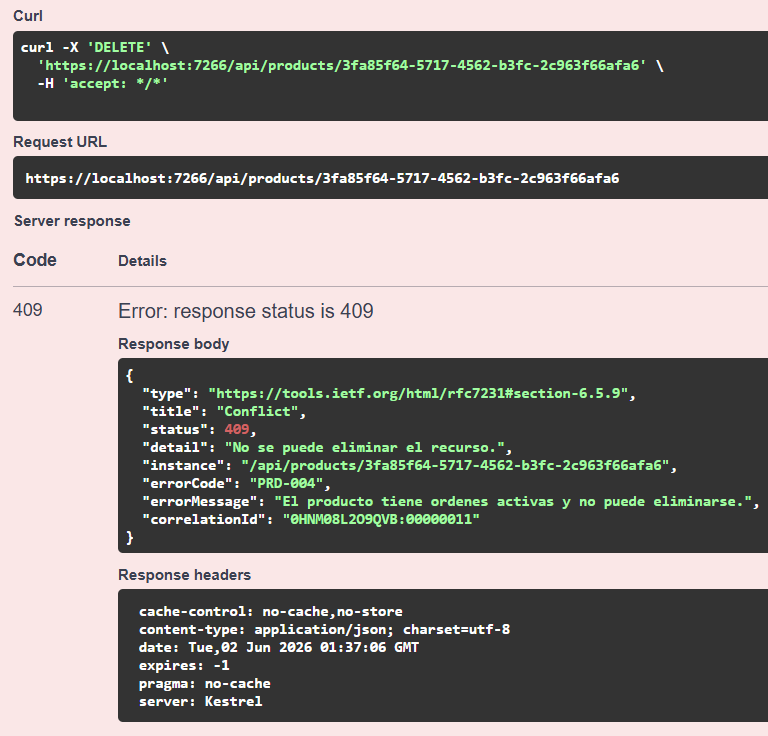 Curl
curl -X 'DELETE' \
  'https://localhost:7266/api/products/3fa85f64-5717-4562-b3fc-2c963f66afa6' \
  -H 'accept: */*'
Request URL
https://localhost:7266/api/products/3fa85f64-5717-4562-b3fc-2c963f66afa6
Server response
Code Details
409 Error: response status is 409
Response body
{
  "type": "https://tools.ietf.org/html/rfc7231#section-6.5.9",
  "title": "Conflict",
  "status": 409,
  "detail": "No se puede eliminar el recurso.",
  "instance": "/api/products/3fa85f64-5717-4562-b3fc-2c963f66afa6",
  "errorCode": "PRD-004",
  "errorMessage": "El producto tiene ordenes activas y no puede eliminarse.",
  "correlationId": "0HNM08L2O9QVB:00000011"
}
Response headers
cache-control: no-cache,no-store
content-type: application/json; charset=utf-8
date: Tue,02 Jun 2026 01:37:06 GMT
expires: -1
pragma: no-cache
server: Kestrel